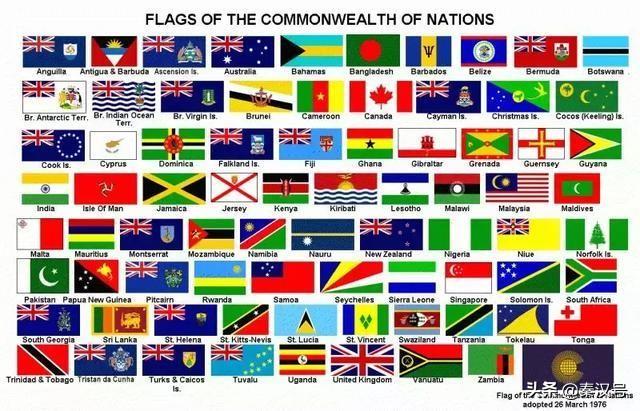 FLAGS OF THE COMMONWEALTH OF NATIONS
Anguilla Antigua & Barbuda Ascension Is. Australia Bahamas Bangladesh Barbados Belize Bermuda Botswana
Br. Antarctic Terr. Br. Indian Ocean Br. Virgin Is. Brunei Cameroon Canada Cayman Is. Christmas Is. Cocos (Keeling) Is.
Terr.
Cook Is. Cyprus Dominica Falkland Is. Fiji Ghana Gibraltar Grenada Guernsey Guyana
India Isle Of Man Jamaica Jersey Kenya Kiribati Lesotho Malawi Malaysia Maldives
Malta Mauritius Montserrat Mozambique Namibia Nauru New Zealand Nigeria Niue Norfolk Is.
Pakistan Papua New Guinea Pitcairn Rwanda Samoa Seychelles Sierra Leone Singapore Solomon Is. South Africa
South Georgia Sri Lanka St. Helena St. Kitts-Nevis St. Lucia St. Vincent Swaziland Tanzania Tokelau Tonga
Trinidad & Tobago Tristan da Cunha Turks & Caicos Tuvalu Uganda United Kingdom Vanuatu Zambia
Is.
Flag of the Nations
adopted 26 March 1976
头条@秦汉号